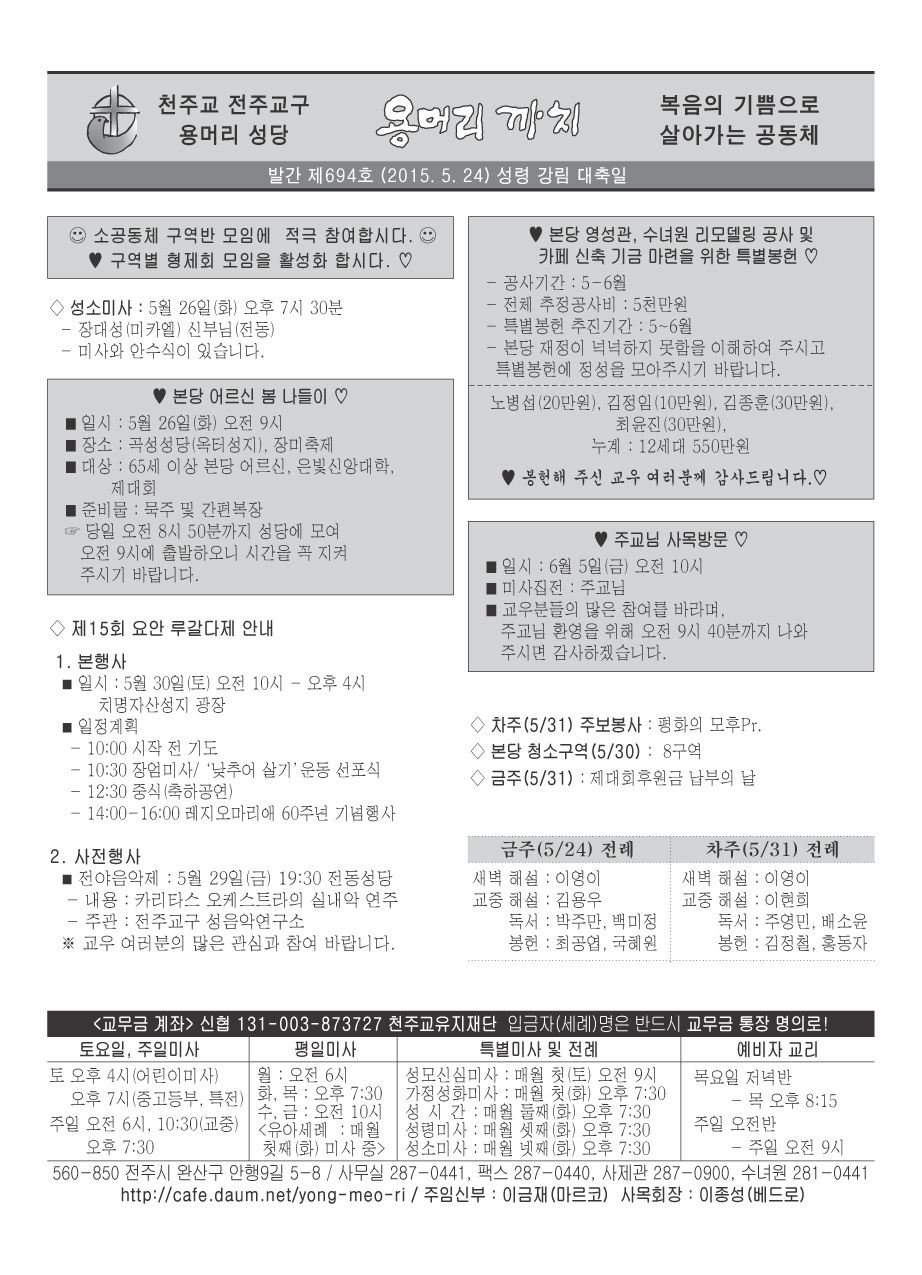 천주교 전주교구
용머리 성당
용머리 까치
복음의 기쁨으로
살아가는 공동체
발간 제694호 (2015. 5. 24) 성령 강림 대축일
☺ 소공동체 구역반 모임에 적극 참여합시다. ☺
♥ 구역별 형제회 모임을 활성화 합시다. ♡
◇ 성소미사 : 5월 26일(화) 오후 7시 30분
- 장대성(미카엘) 신부님(전동)
- 미사와 안수식이 있습니다.
♥ 본당 어르신 봄 나들이 ♡
■ 일시 : 5월 26일(화) 오전 9시
■ 장소 : 곡성성당(옥터성지), 장미축제
■ 대상 : 65세 이상 본당 어르신, 은빛신앙대학,
제대회
■ 준비물 : 묵주 및 간편복장
☞ 당일 오전 8시 50분까지 성당에 모여
오전 9시에 출발하오니 시간을 꼭 지켜
주시기 바랍니다.
◇ 제15회 요안 루갈다제 안내
1. 본행사
■ 일시 : 5월 30일(토) 오전 10시 - 오후 4시
치명자산성지 광장
■ 일정계획
- 10:00 시작 전 기도
- 10:30 장엄미사/ ‘낮추어 살기’ 운동 선포식
- 12:30 중식(축하공연)
- 14:00-16:00 레지오마리애 60주년 기념행사
2. 사전행사
■ 전야음악제 : 5월 29일(금) 19:30 전동성당
- 내용 : 카리타스 오케스트라의 실내악 연주
- 주관 : 전주교구 성음악연구소
※ 교우 여러분의 많은 관심과 참여 바랍니다.
♥ 본당 영성관, 수녀원 리모델링 공사 및
카페 신축 기금 마련을 위한 특별봉헌 ♡
- 공사기간 : 5-6월
- 전체 추정공사비 : 5천만원
- 특별봉헌 추진기간 : 5~6월
- 본당 재정이 넉넉하지 못함을 이해하여 주시고
특별봉헌에 정성을 모아주시기 바랍니다.
노병섭(20만원), 김정임(10만원), 김종훈(30만원),
최윤진(30만원),
누계 : 12세대 550만원
♥ 봉헌해 주신 교우 여러분께 감사드립니다.♡
♥ 주교님 사목방문 ♡
■ 일시 : 6월 5일(금) 오전 10시
■ 미사집전 : 주교님
■ 교우분들의 많은 참여를 바라며,
주교님 환영을 위해 오전 9시 40분까지 나와
주시면 감사하겠습니다.
◇ 차주(5/31) 주보봉사 : 평화의 모후Pr.
◇ 본당 청소구역(5/30) : 8구역
◇ 금주(5/31) : 제대회후원금 납부의 날
금주(5/24) 전례
새벽 해설 : 이영이
교중 해설 : 김용우
독서 : 박주만, 백미정
봉헌 : 최공엽, 국혜원
차주(5/31) 전례
새벽 해설 : 이영이
교중 해설 : 이현희
독서 : 주영민, 배소윤
봉헌 : 김정철, 홍동자
<교무금 계좌> 신협 131-003-873727 천주교유지재단 입금자(세례)명은 반드시 교무금 통장 명의로!
토요일, 주일미사
토 오후 4시(어린이미사)
오후 7시(중고등부, 특전)
주일 오전 6시, 10:30(교중)
오후 7:30
평일미사
월 : 오전 6시
화, 목 : 오후 7:30
수, 금 : 오전 10시
<유아세례 : 매월
첫째(화) 미사 중>
특별미사 및 전례
성모신심미사 : 매월 첫(토) 오전 9시
가정성화미사 : 매월 첫(화) 오후 7:30
성 시 간 : 매월 둘째(화) 오후 7:30
성령미사 : 매월 셋째(화) 오후 7:30
성소미사 : 매월 넷째(화) 오후 7:30
예비자 교리
목요일 저녁반
- 목 오후 8:15
주일 오전반
- 주일 오전 9시
560-850 전주시 완산구 안행9길 5-8 / 사무실 287-0441, 팩스 287-0440, 사제관 287-0900, 수녀원 281-0441
http://cafe.daum.net/yong-meo-ri / 주임신부 : 이금재(마르코) 사목회장 : 이종성(베드로)